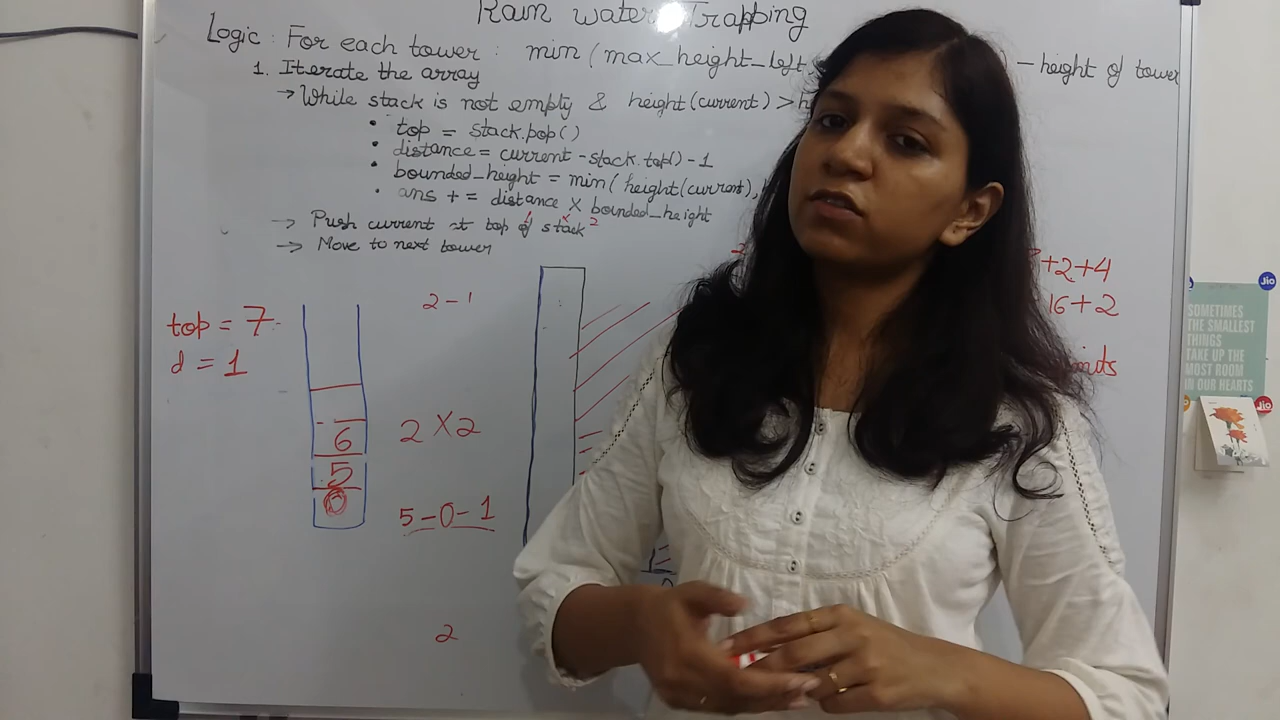 Rain water Trapping
Logic : For each tower : min (max_height_left - height of tower
1. Iterate the array
→ While stack is not empty & height(current) > h
• top = stack.pop()
• distance = current - stack.top() - 1
• bounded_height = min( height(current),
• ans += distance X bounded_height
→ Push current at top of stack
2
→ Move to next tower
2 - 1
+2+4
16+2
top = 7
d = 1
6
5
0
2 X 2
5-0-1
2
Jio
SOMETIMES
THE SMALLEST
THINGS
TAKE UP THE
MOST ROOM
IN OUR HEARTS
Jio